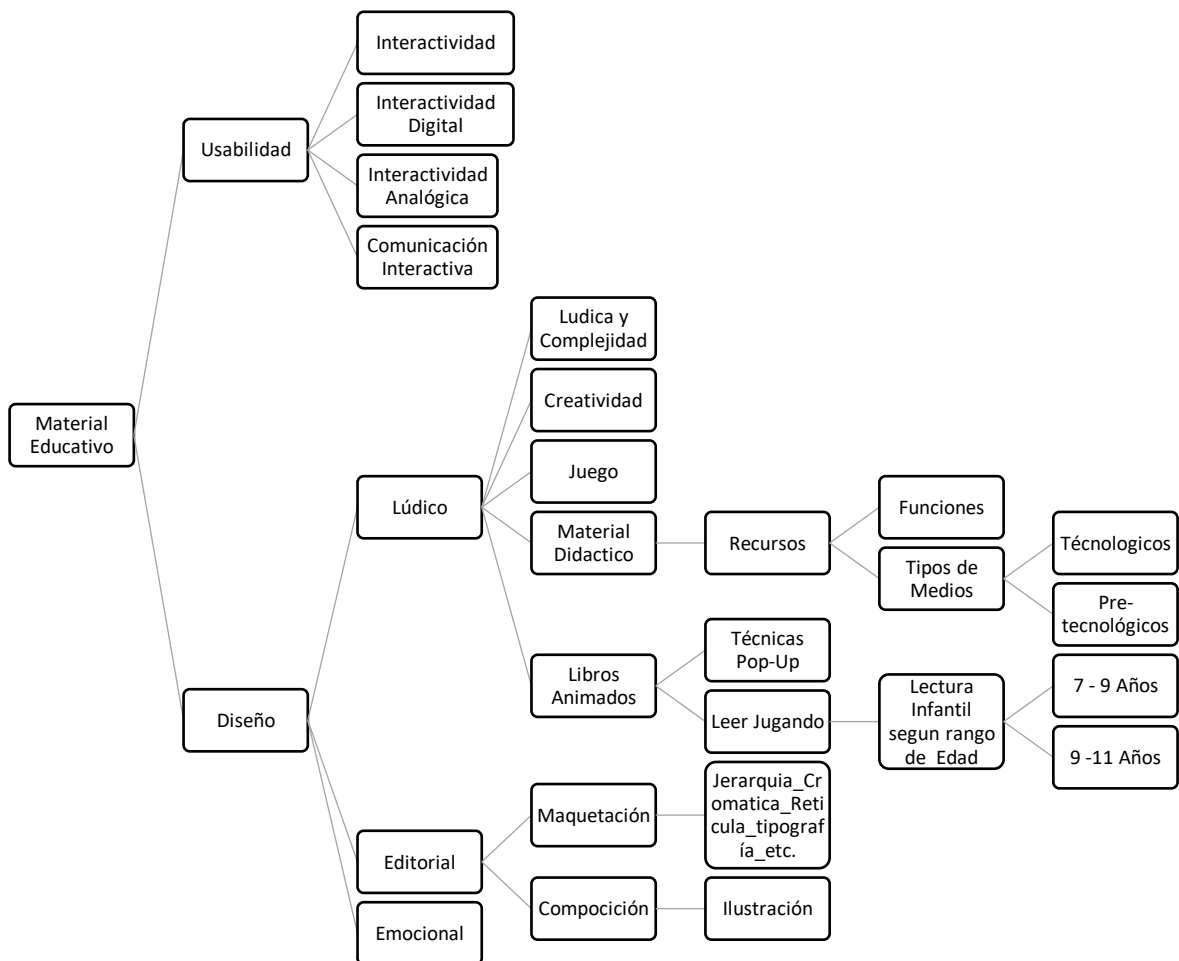 Interactividad
Interactividad
Digital
Usabilidad
Interactividad
Analógica
Comunicación
Interactiva
Ludica y
Complejidad
Creatividad
Material
Educativo
Juego
Lúdico
Funciones
Material
Didactico
Recursos
Técnologicos
Tipos de
Medios
Pre-
tecnológicos
Técnicas
Pop-Up
Libros
Animados
Lectura
Infantil
segun rango
de Edad
7 - 9 Años
Diseño
Leer Jugando
9 -11 Años
Maquetación
Jerarquia_Cr
omatica_Reti
cula_tipograf
ía_etc.
Editorial
Compocición
Ilustración
Emocional